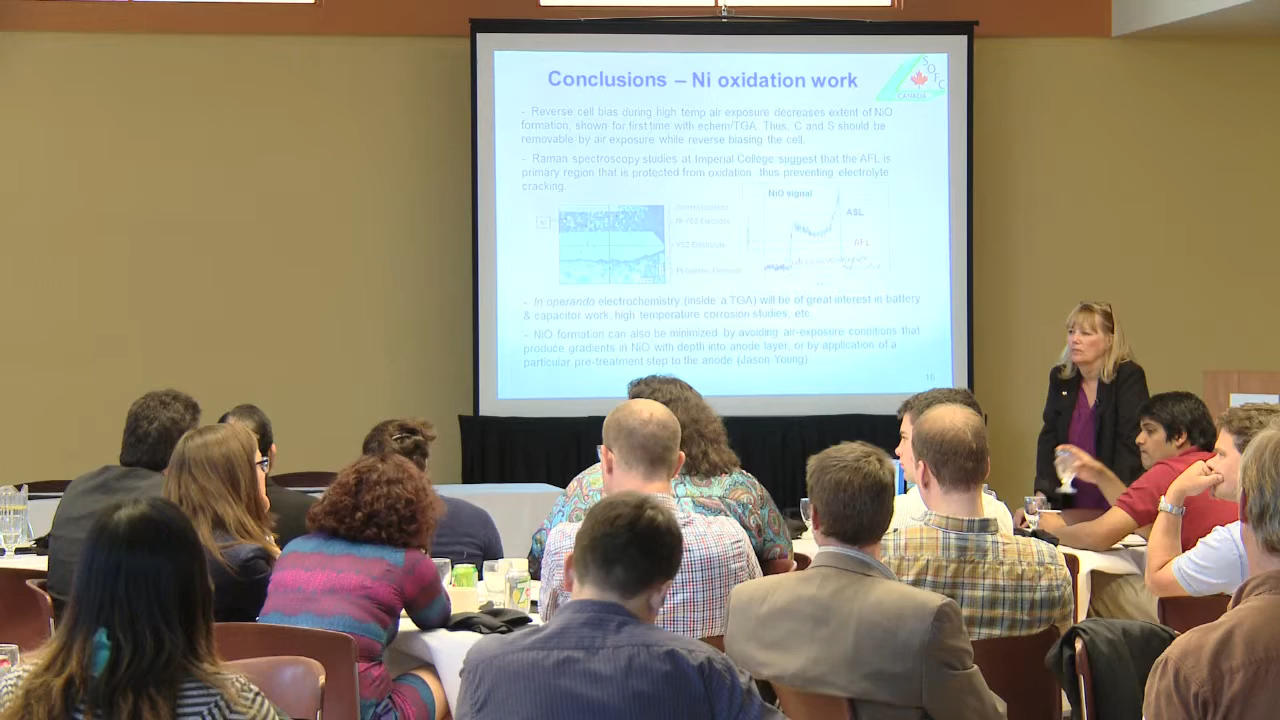 Conclusions – Ni oxidation work
SOFC
CANADA
- Reverse cell bias during high temp air exposure decreases extent of NiO
formation, shown for first time with echem/TGA. Thus, C and S should be
removable by air exposure while reverse biasing the cell.
- Raman spectroscopy studies at Imperial College suggest that the AFL is
primary region that is protected from oxidation, thus preventing electrolyte
cracking.
NiO signal
ASL
Ni-YSZ Electrode
AFL
YSZ Electrolyte
- In operando electrochemistry (inside a TGA) will be of great interest in battery
& capacitor work, high temperature corrosion studies, etc.
- NiO formation can also be minimized by avoiding air-exposure conditions that
produce gradients in NiO with depth into anode layer, or by application of a
particular pre-treatment step to the anode (Jason Young)
16